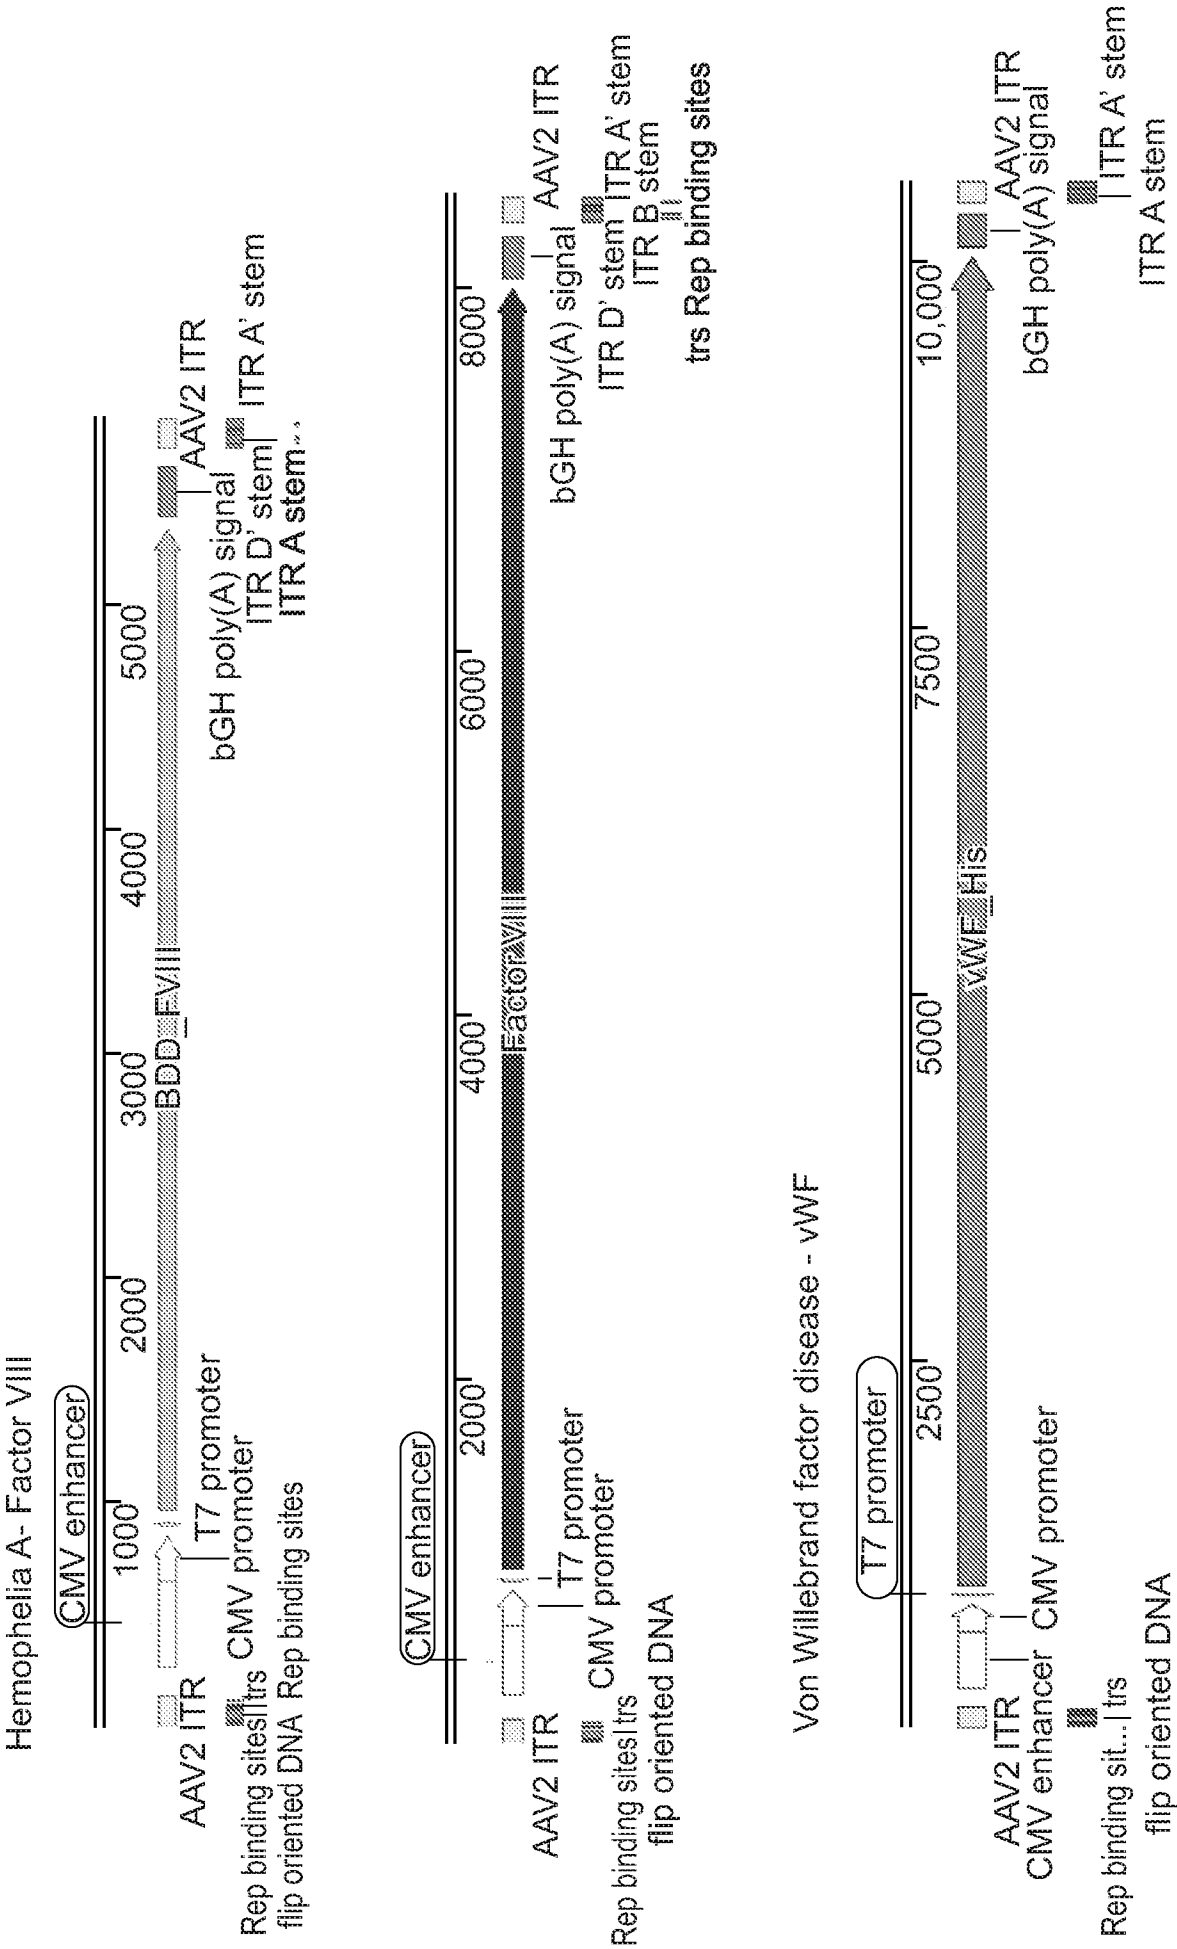 Hemophelia A- Factor VIII
CMV enhancer
1000
2000
3000
4000
5000
BDD_FVIII
AAV2 ITR
T7 promoter
CMV promoter
Rep binding sites
trs
flip oriented DNA
Rep binding sites
bGH poly(A) signal
AAV2 ITR
ITR D' stem
ITR A' stem
ITR A stem
CMV enhancer
2000
4000
6000
8000
Factor VIII
AAV2 ITR
T7 promoter
CMV promoter
Rep binding sites
trs
flip oriented DNA
bGH poly(A) signal
AAV2 ITR
ITR D' stem
ITR A' stem
ITR B stem
trs Rep binding sites
Von Willebrand factor disease - vWF
T7 promoter
2500
5000
7500
10,000
vWF_His
AAV2 ITR
CMV enhancer
CMV promoter
Rep bindng sit...
trs
flip oriented DNA
bGH poly(A) signal
AAV2 ITR
ITR A' stem
ITR A stem